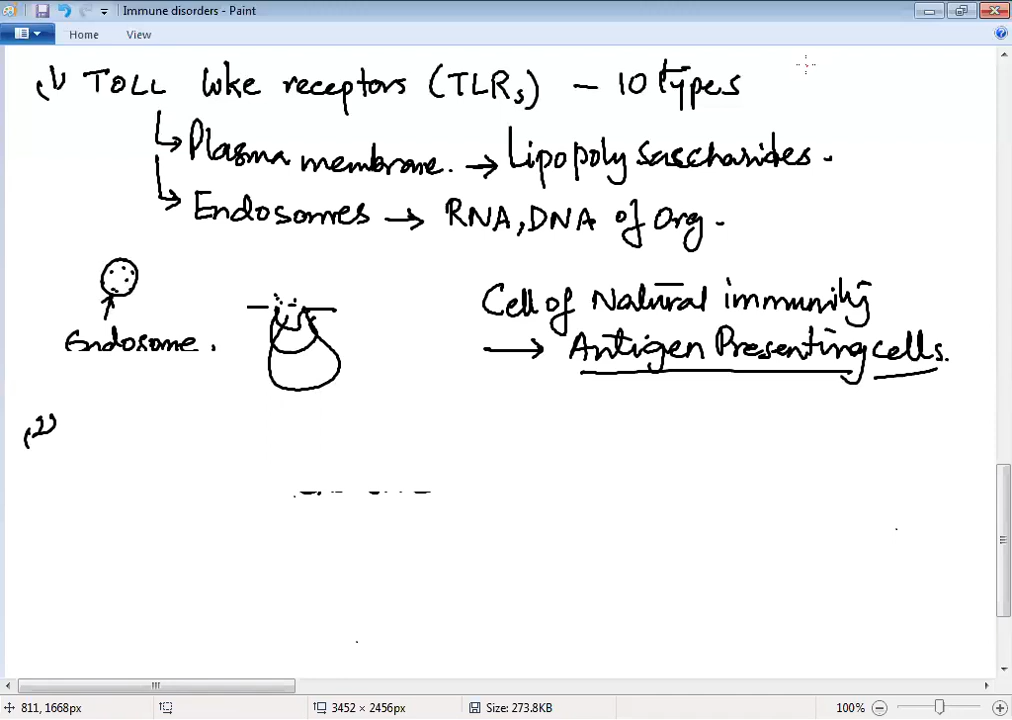 Immune disorders - Paint
Home View
1) TOLL like receptors (TLRs) – 10 types
↳ Plasma membrane. → Lipopoly saccharides.
↳ Endosomes → RNA, DNA of Org.
Cell of Natural immunity
Endosome.
→ Antigen Presenting cells.
2)
811, 1668px 3452 × 2456px Size: 273.8KB 100%